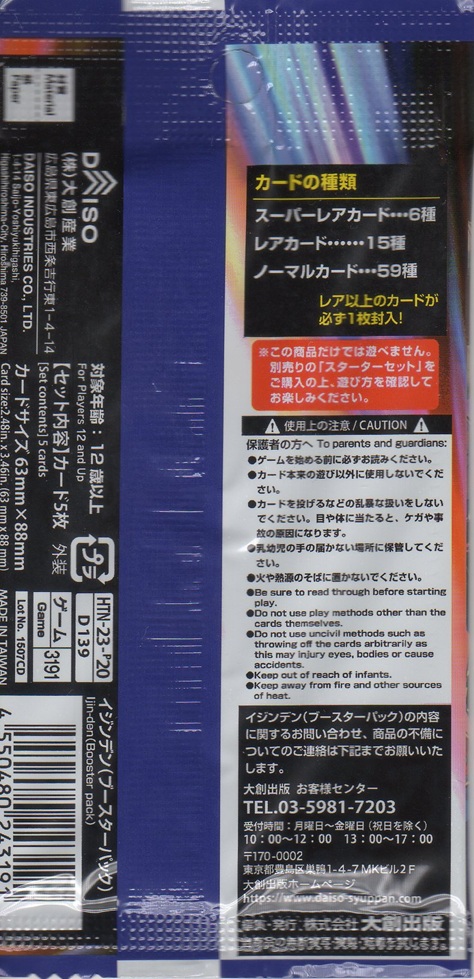 カードの種類
スーパーレアカード…6種
レアカード……15種
ノーマルカード…59種
レア以上のカードが
必ず1枚封入!
※この商品だけでは遊べません。
別売りの「スターターセット」を
ご購入の上、遊び方を確認して
お楽しみください。
使用上の注意 / CAUTION
保護者の方へ To parents and guardians:
●ゲームを始める前に必ずお読みください。
●カード本来の遊び以外に使用しないでくだ
さい。
●カードを投げるなどの乱暴な扱いをしない
でください。目や体に当たると、ケガや事
故の原因になります。
●乳幼児の手の届かない場所に保管してくだ
さい。
●火や熱源のそばに置かないでください。
●Be sure to read through before starting
play.
●Do not use play methods other than the
cards themselves.
●Do not use uncivil methods such as
throwing off the cards arbitrarily as
this may injury eyes, bodies or cause
accidents.
●Keep out of reach of infants.
●Keep away from fire and other sources
of heat.
イジンデン(ブースターパック)の内容
に関するお問い合わせ、商品の不備に
ついてのご連絡は下記までお願いいた
します。
大創出版 お客様センター
TEL.03-5981-7203
受付時間：月曜日〜金曜日（祝日を除く）
10：00〜12：00 13：00〜17：00
〒170-0002
東京都豊島区巣鴨1-4-7 MKビル2F
大創出版ホームページ
https://www.daiso-syuppan.com
発行：株式会社 大創出版
材質
Material
紙
Paper
DAISO
(株)大創産業
広島県東広島市西条吉行東1-4-14
DAISO INDUSTRIES CO., LTD.
1-4-14 Saijo-Yoshiyukihigashi,
Higashihiroshima-City, Hiroshima 739-8501 JAPAN
対象年齢：12歳以上
For Players 12 and Up
【セット内容】カード5枚
[Set contents] 5 cards
カードサイズ 63mm×88mm
Card size:2.48in. x 3.46in. (63 mm x 88 mm)
外装
プラ
HTN-23-P20
D139
ゲーム
Game
3191
Lot No. 1607CD
MADE IN TAIWAN
イジンデン(ブースターパック)
Ijin-den(Booster pack)
4 550480 243191